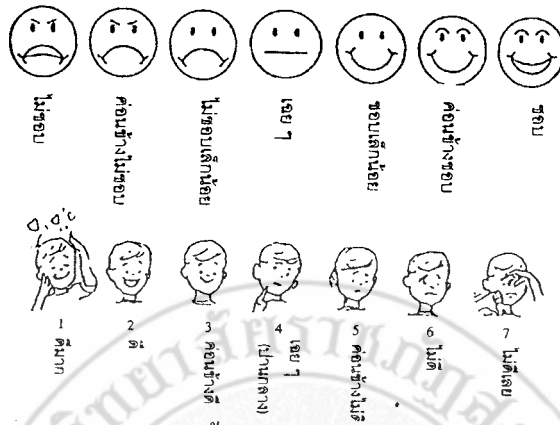 ไม่ชอบ
ค่อนข้างไม่ชอบ
ไม่ชอบเล็กน้อย
เฉย ๆ
ชอบเล็กน้อย
ค่อนข้างชอบ
ชอบ
1 ดีมาก
2 ดี
3 ค่อนข้างดี
4 เฉย ๆ
(ปานกลาง)
5 ค่อนข้างไม่ดี
6 ไม่ดี
7 ไม่ดีเลย